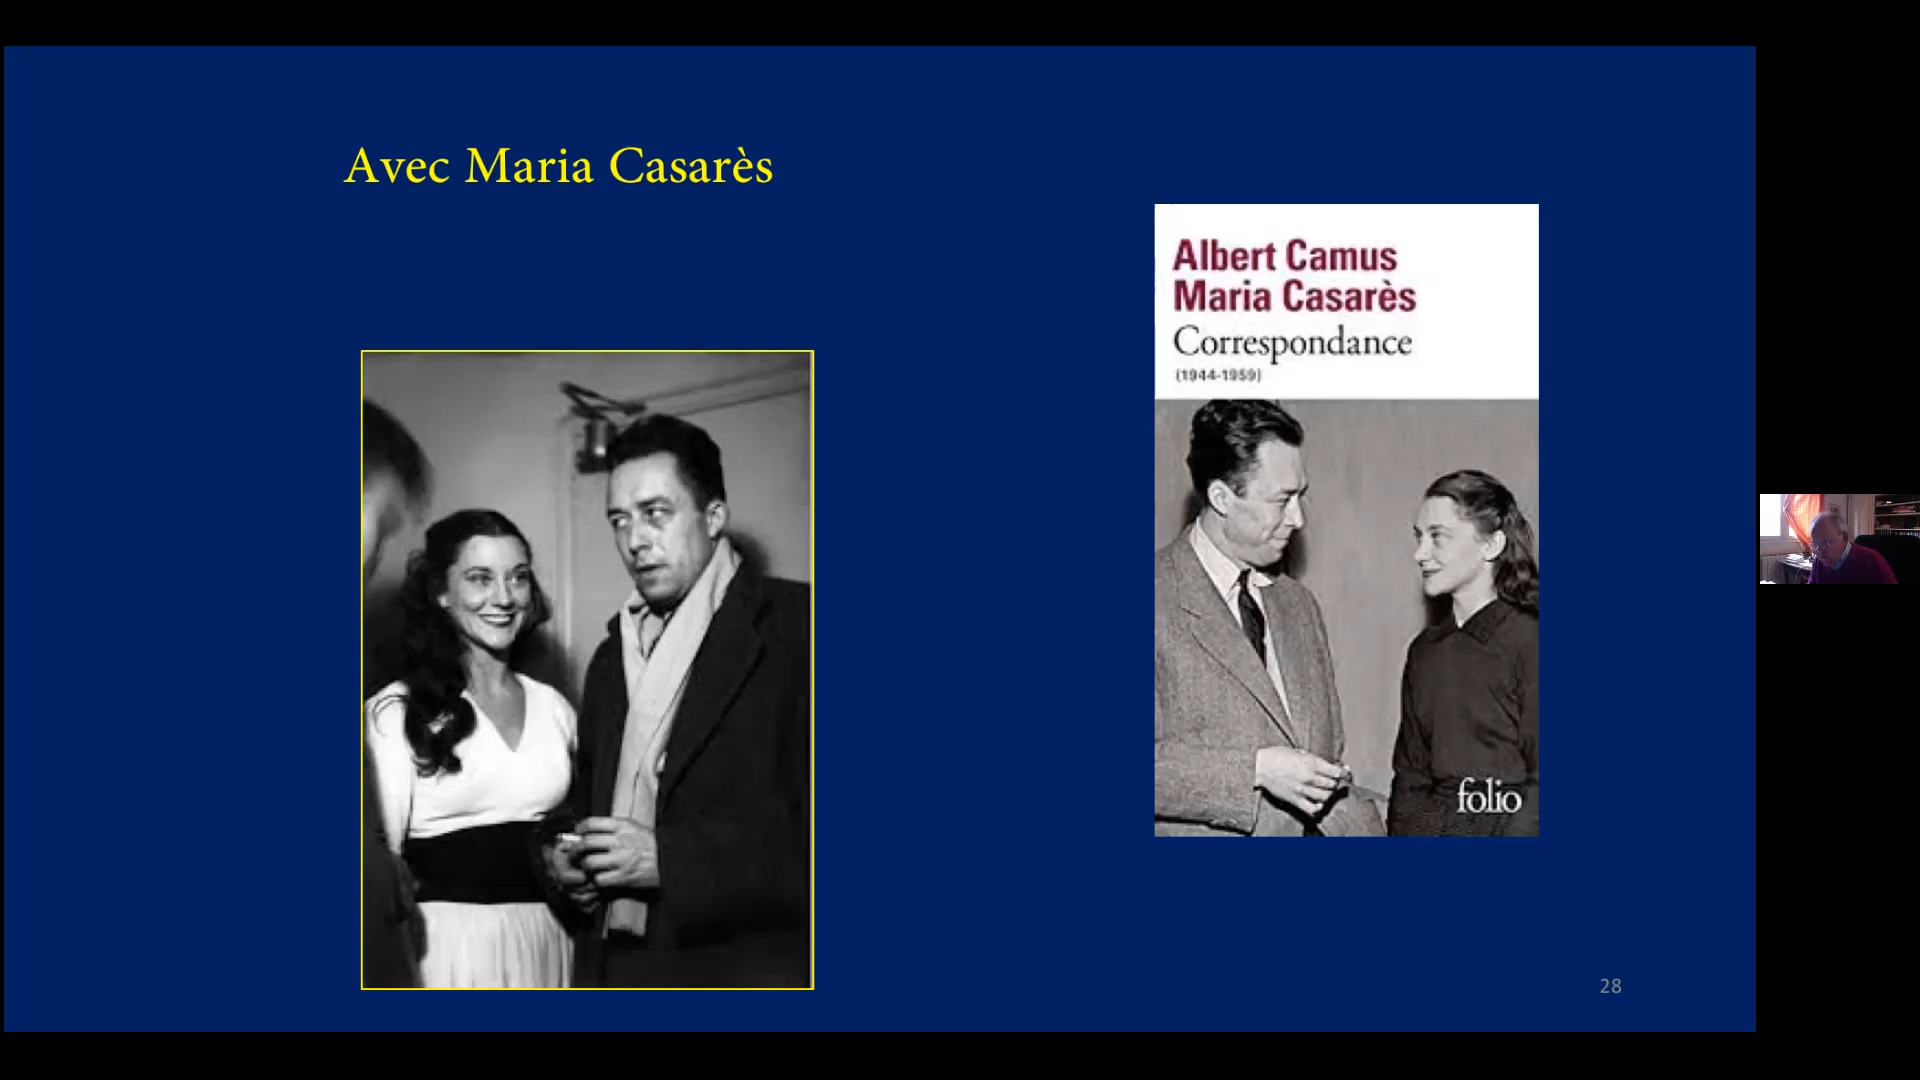 Avec Maria Casarès
Albert Camus
Maria Casarès
Correspondance
(1944-1959)
folio
28